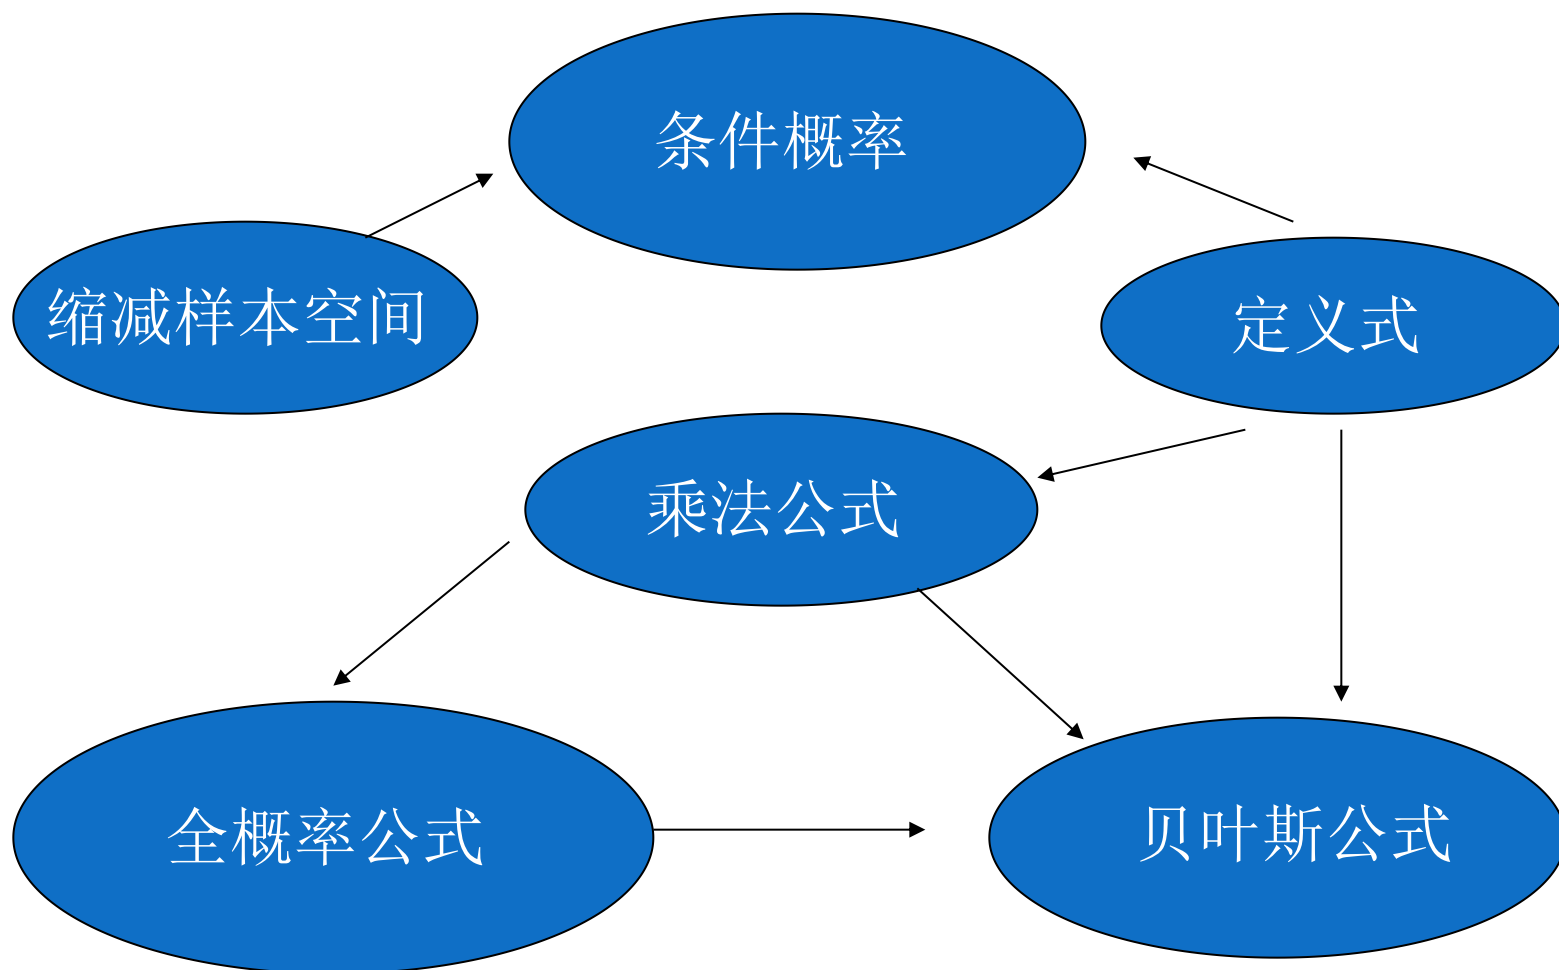 条件概率
缩减样本空间
定义式
乘法公式
全概率公式
贝叶斯公式